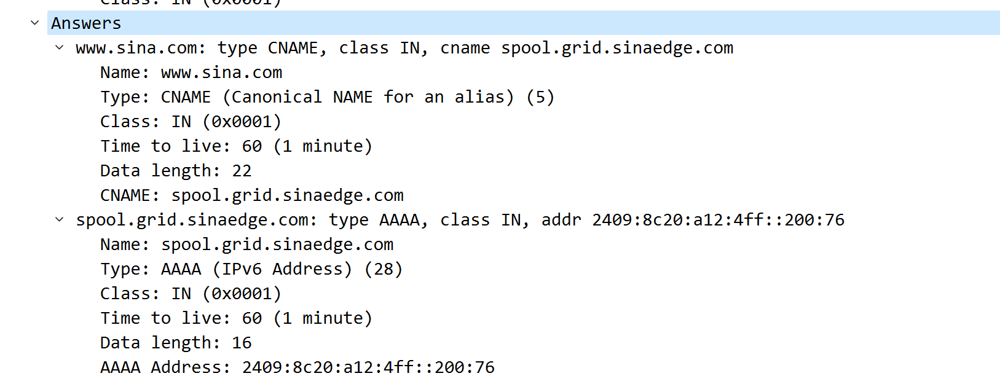 Class: IN (0x0001)
Answers
www.sina.com: type CNAME, class IN, cname spool.grid.sinaedge.com
Name: www.sina.com
Type: CNAME (Canonical NAME for an alias) (5)
Class: IN (0x0001)
Time to live: 60 (1 minute)
Data length: 22
CNAME: spool.grid.sinaedge.com
spool.grid.sinaedge.com: type AAAA, class IN, addr 2409:8c20:a12:4ff::200:76
Name: spool.grid.sinaedge.com
Type: AAAA (IPv6 Address) (28)
Class: IN (0x0001)
Time to live: 60 (1 minute)
Data length: 16
AAAA Address: 2409:8c20:a12:4ff::200:76